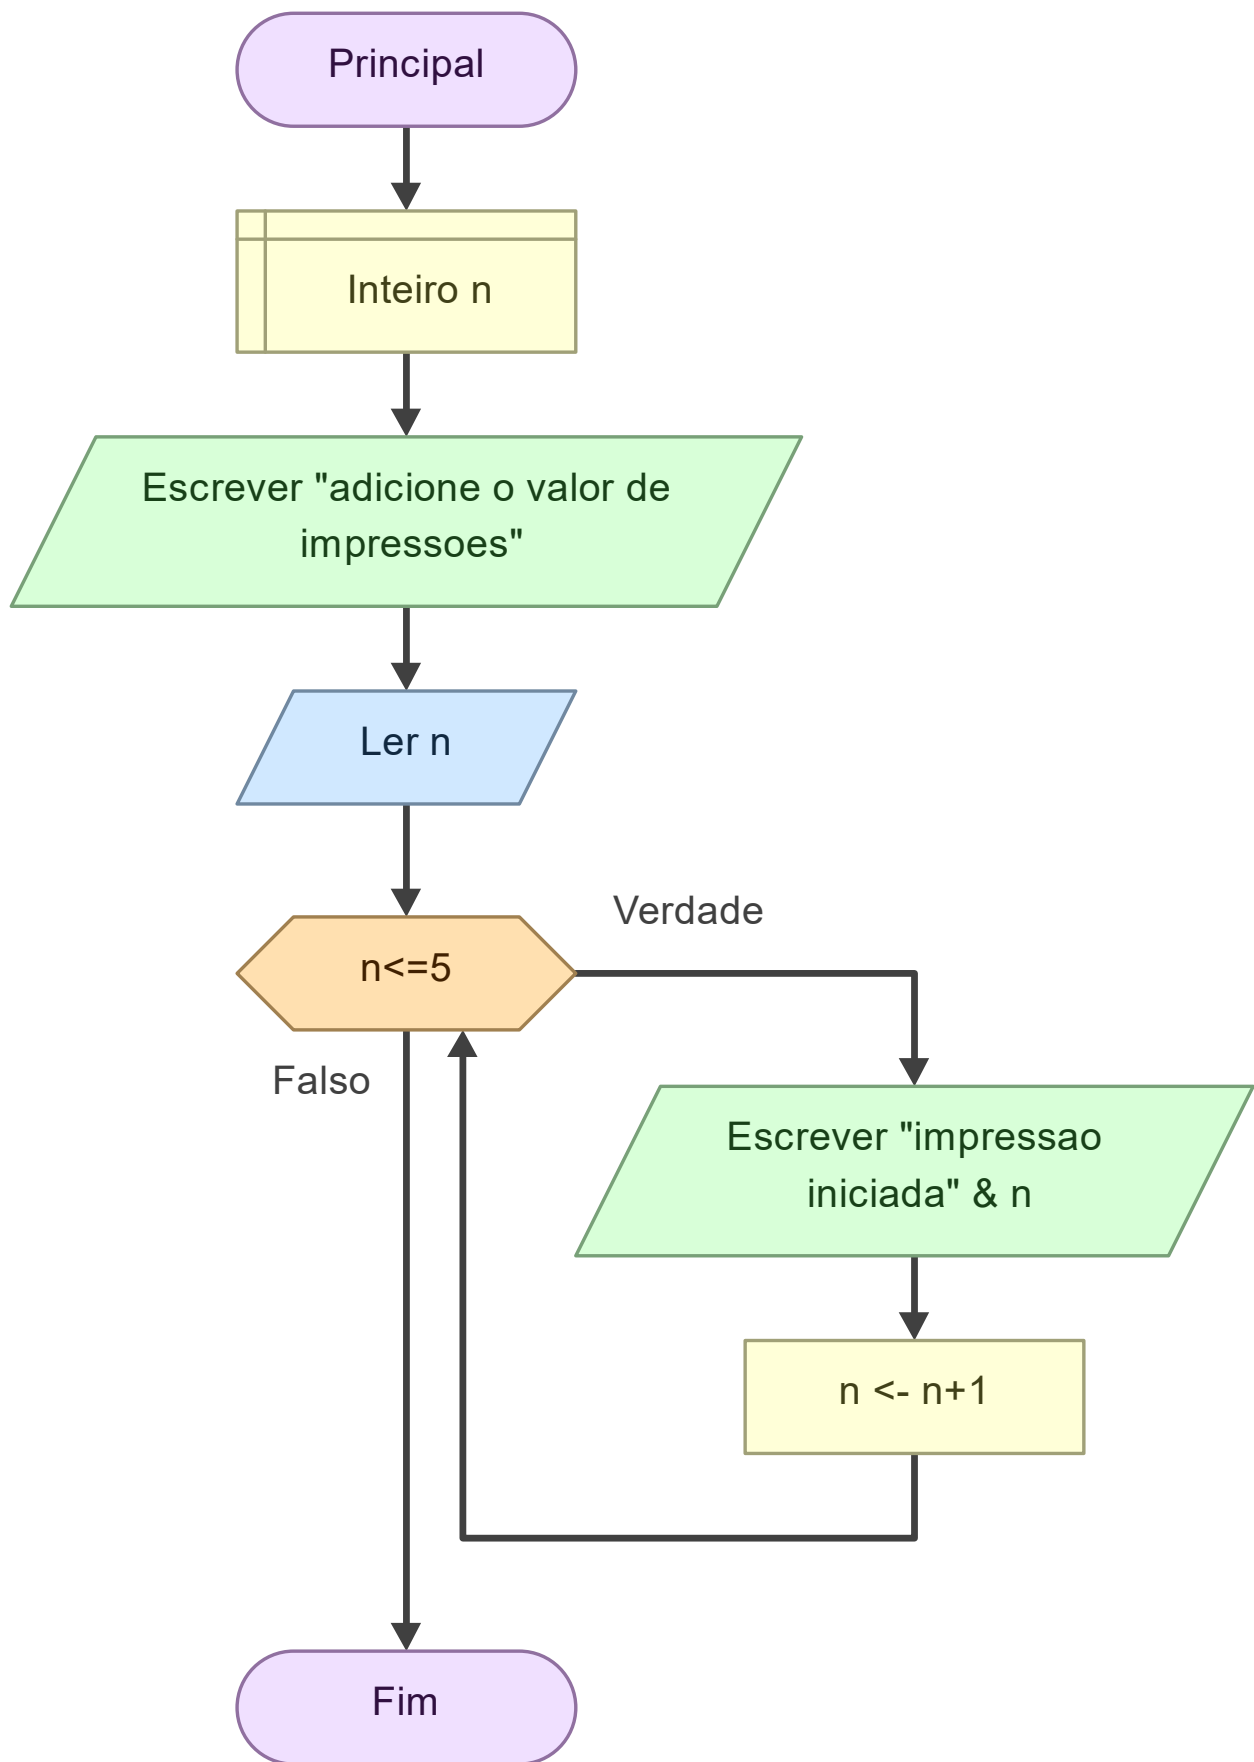 Principal
Inteiro n
Escrever "adicione o valor de
impressoes"
Ler n
n<=5
Verdade
Falso
Escrever "impressao
iniciada" & n
n <- n+1
Fim